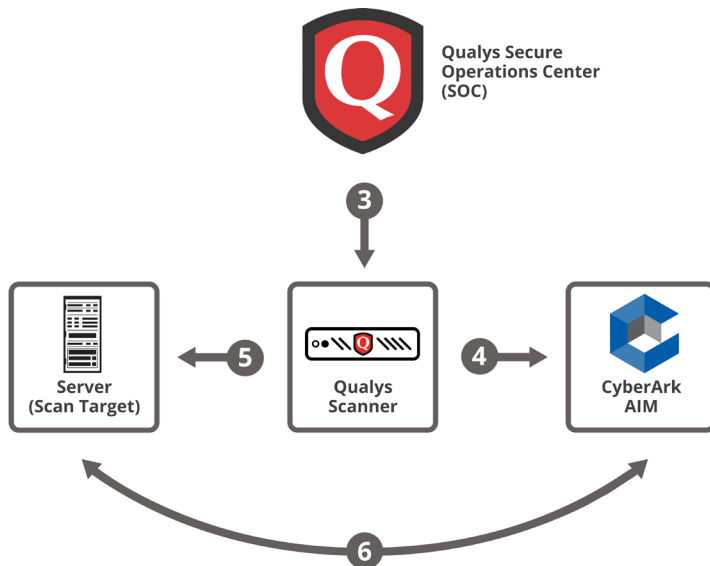 Q
Qualys Secure
Operations Center
(SOC)
3
Server
(Scan Target)
5
Q
Qualys
Scanner
4
CyberArk
AIM
6